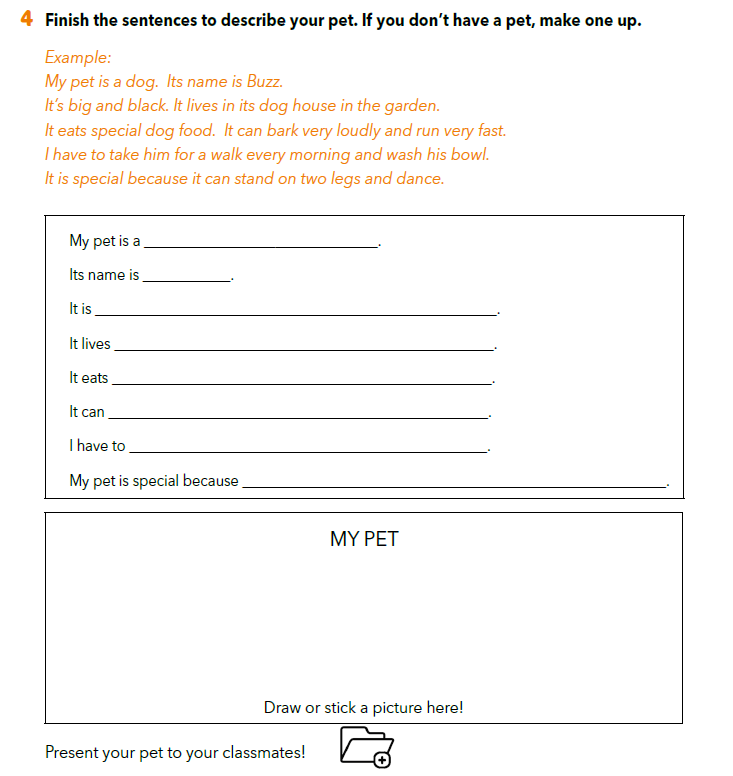 4 Finish the sentences to describe your pet. If you don't have a pet, make one up.
Example:
My pet is a dog. Its name is Buzz.
It's big and black. It lives in its dog house in the garden.
It eats special dog food. It can bark very loudly and run very fast.
I have to take him for a walk every morning and wash his bowl.
It is special because it can stand on two legs and dance.
My pet is a ____________________________.
Its name is ___________.
It is ________________________________________________.
It lives _____________________________________________.
It eats _____________________________________________.
It can _____________________________________________.
I have to __________________________________________.
My pet is special because __________________________________________________.
MY PET
Draw or stick a picture here!
Present your pet to your classmates!